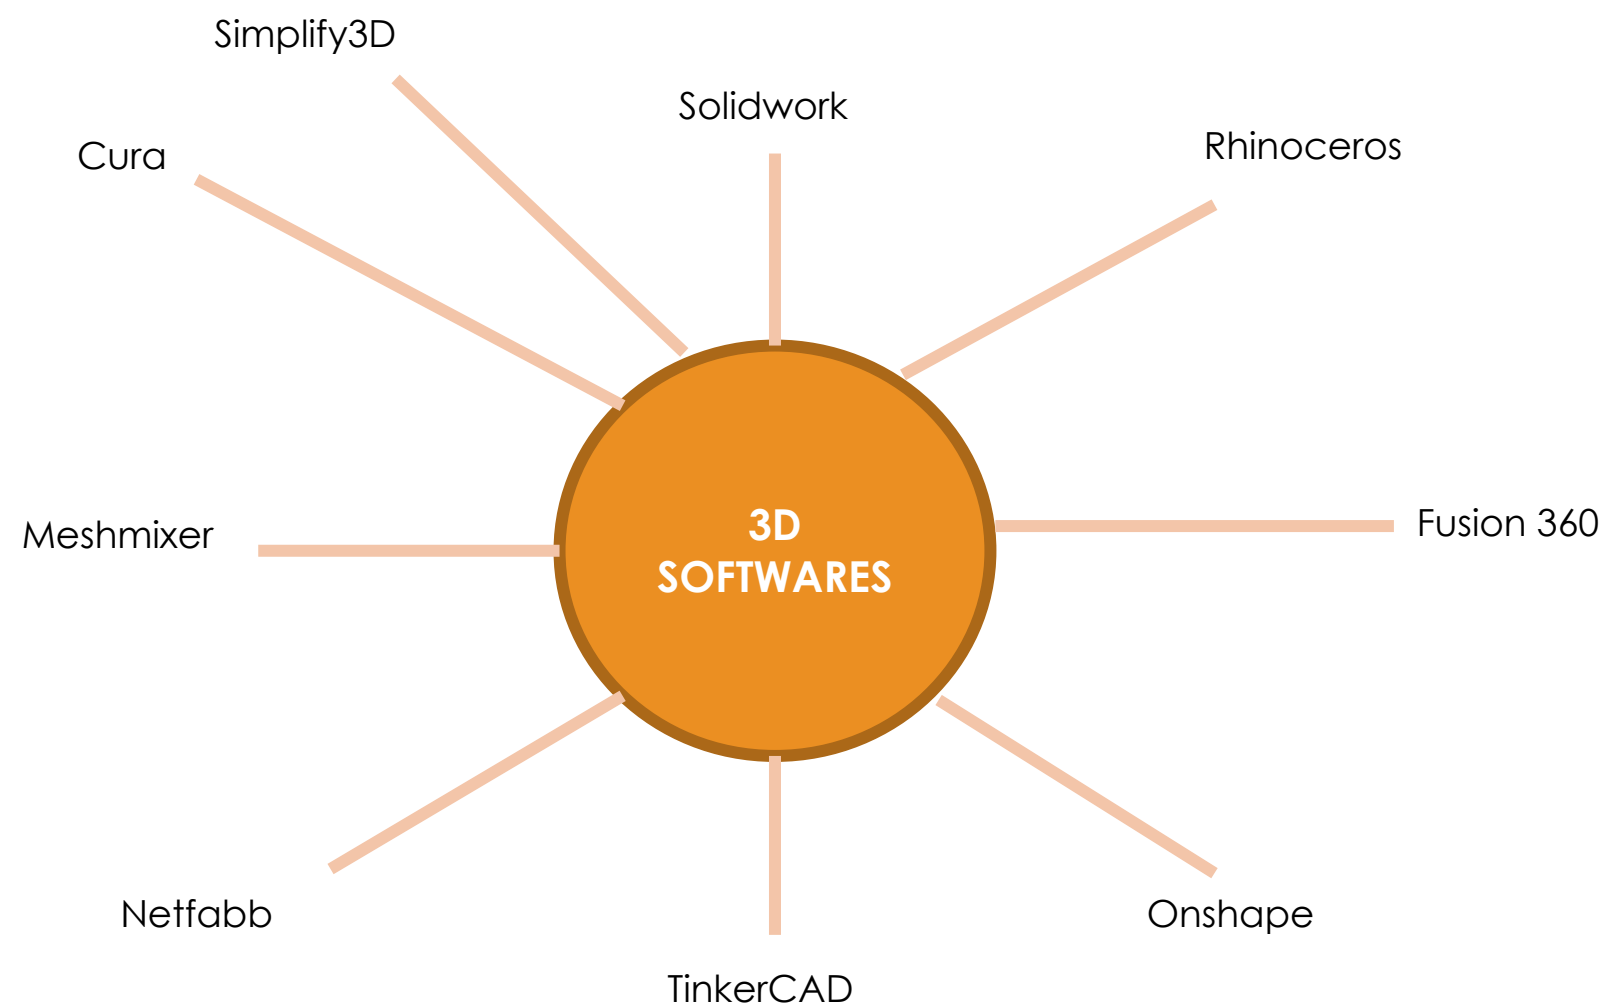 Simplify3D
Solidwork
Rhinoceros
Cura
Meshmixer
3D
SOFTWARES
Fusion 360
Netfabb
Onshape
TinkerCAD